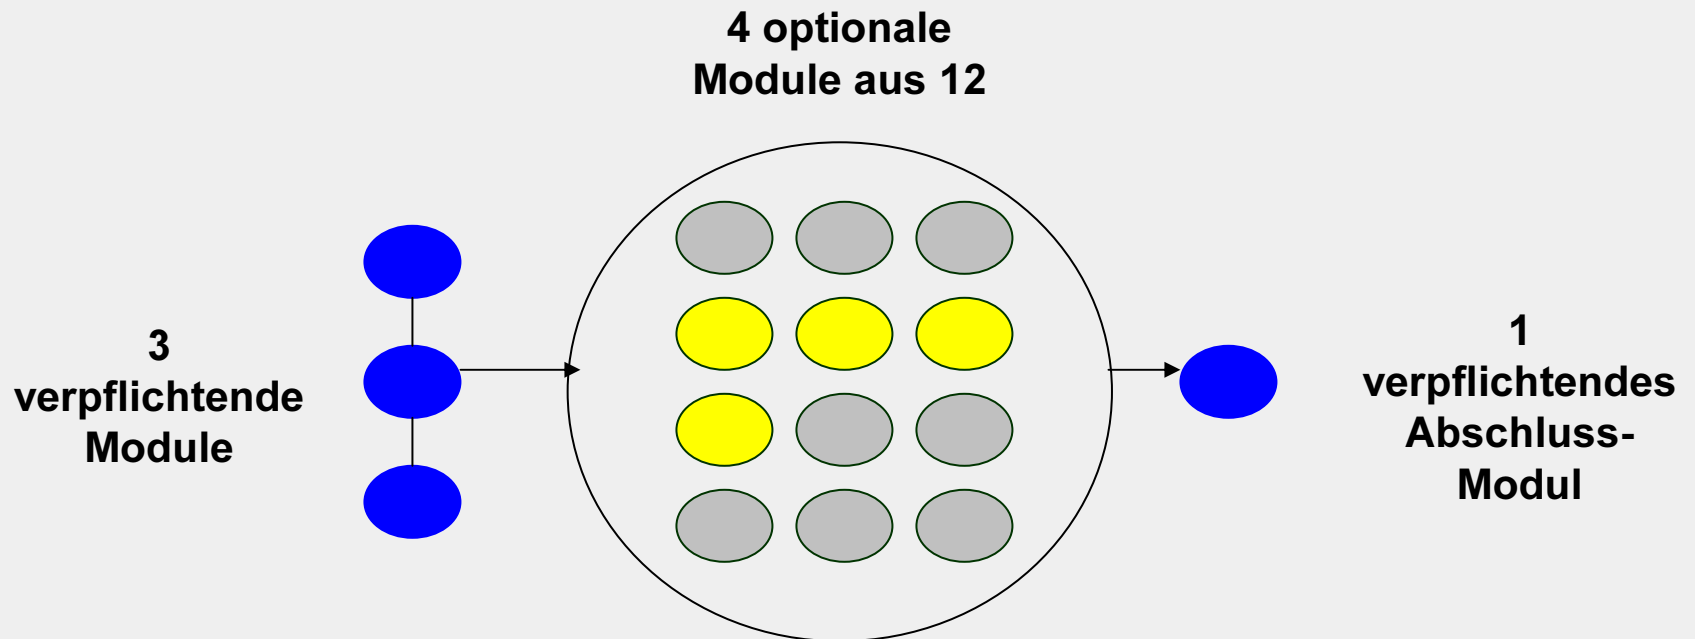 4 optionale
Module aus 12
3
verpflichtende
Module
1
verpflichtendes
Abschluss-
Modul